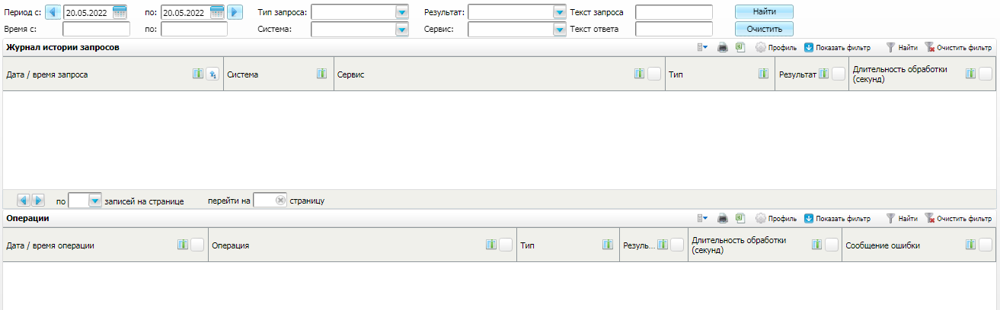 Период с: 20.05.2022 по: 20.05.2022 Тип запроса: Результат: Текст запроса Найти
Время с: по: Система: Сервис: Текст ответа Очистить
Журнал истории запросов Профиль Показать фильтр Найти Очистить фильтр
Дата / время запроса Система Сервис Тип Результат Длительность обработки
(секунд)
по записей на странице перейти на страницу
Операции Профиль Показать фильтр Найти Очистить фильтр
Дата / время операции Операция Тип Резуль... Длительность обработки
(секунд) Сообщение ошибки